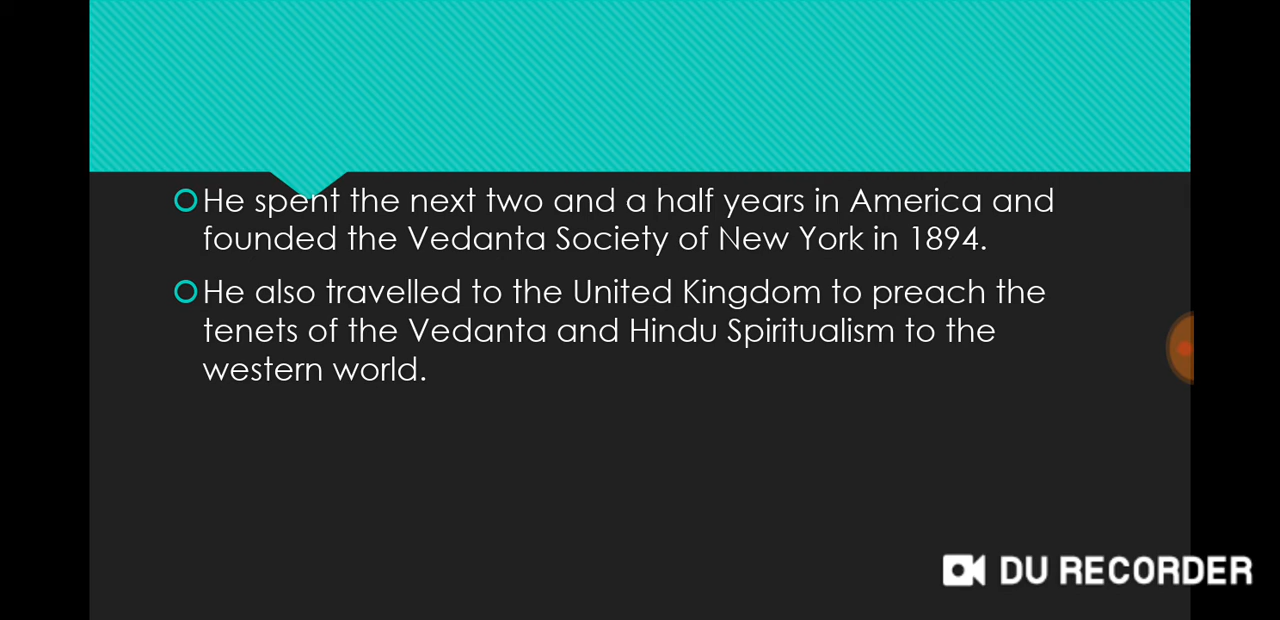 He spent the next two and a half years in America and
founded the Vedanta Society of New York in 1894.
He also travelled to the United Kingdom to preach the
tenets of the Vedanta and Hindu Spiritualism to the
western world.
DU RECORDER